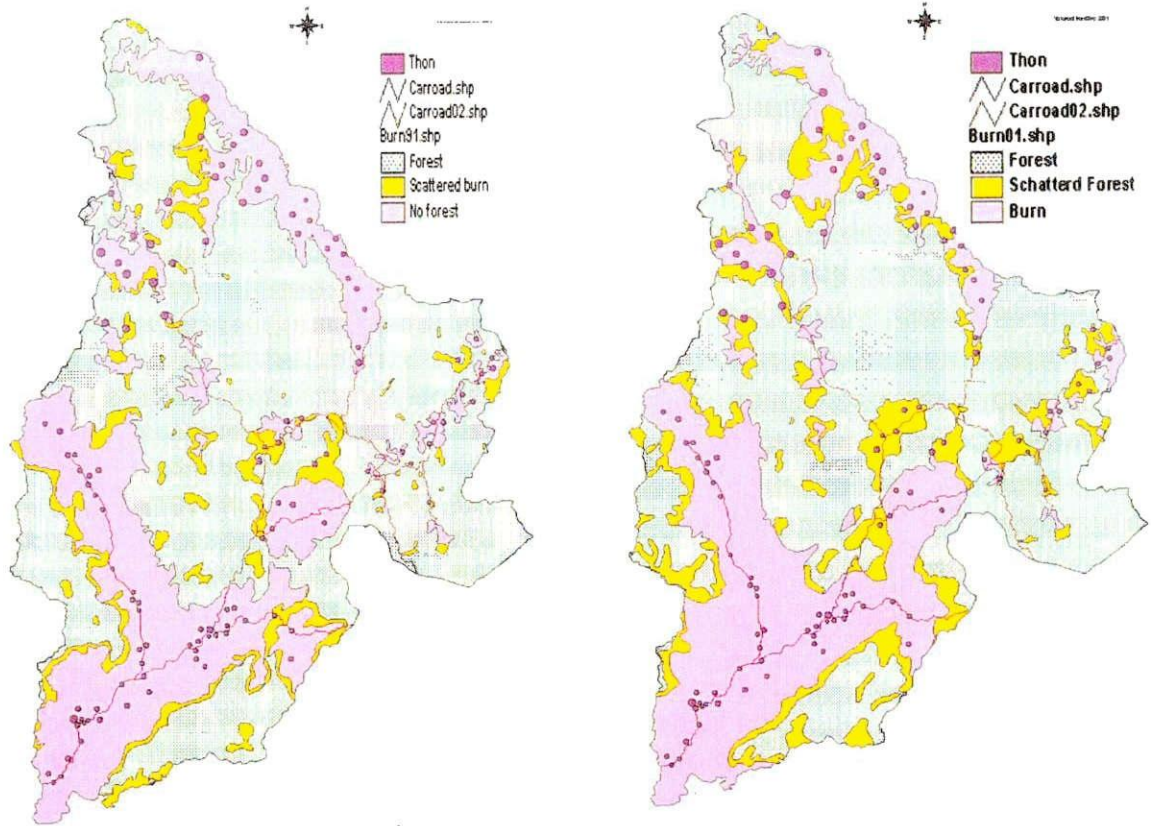 Thon
Carroad.shp
Carroad02.shp
Burn91.shp
Forest
Scattered burn
No forest
Thon
Carroad.shp
Carroad02.shp
Burn01.shp
Forest
Schatterd Forest
Burn